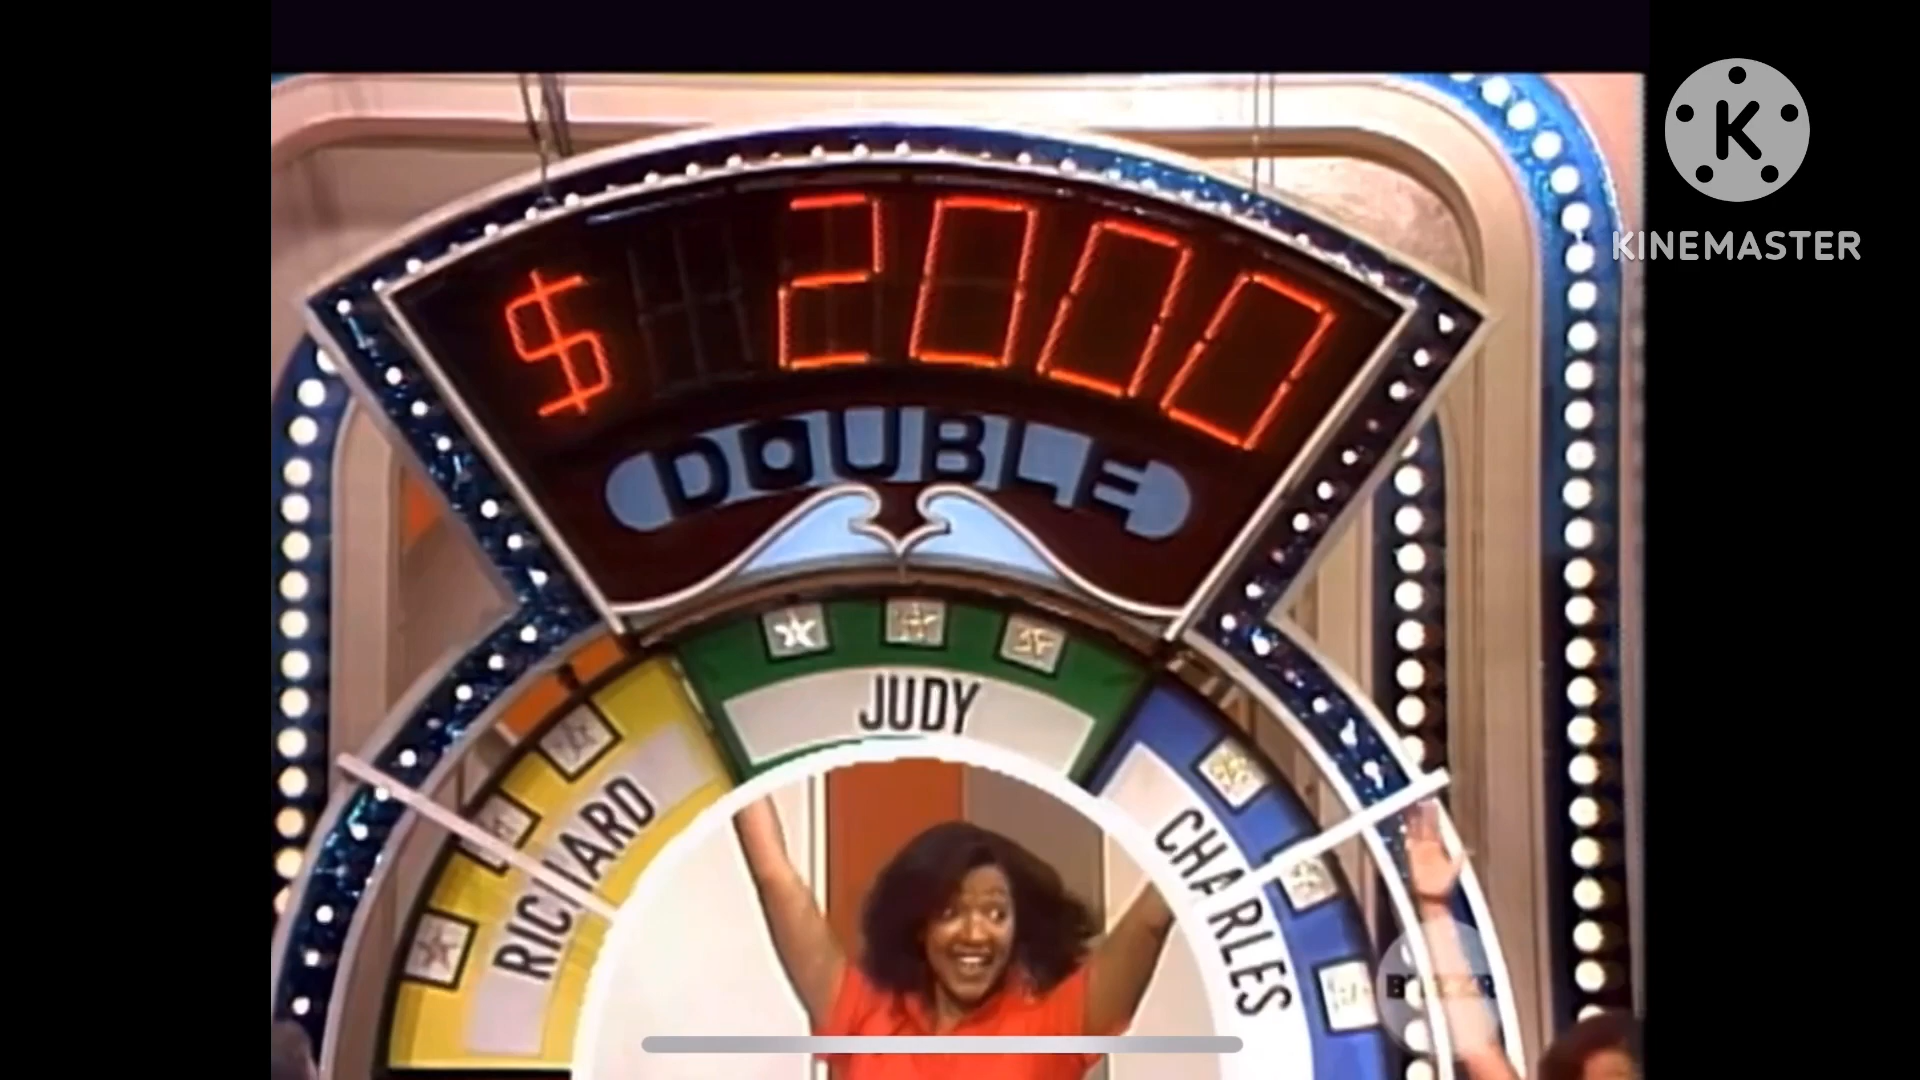 K
KINEMASTER
$ 2000
DOUBLE
JUDY
RICHARD
CHARLES